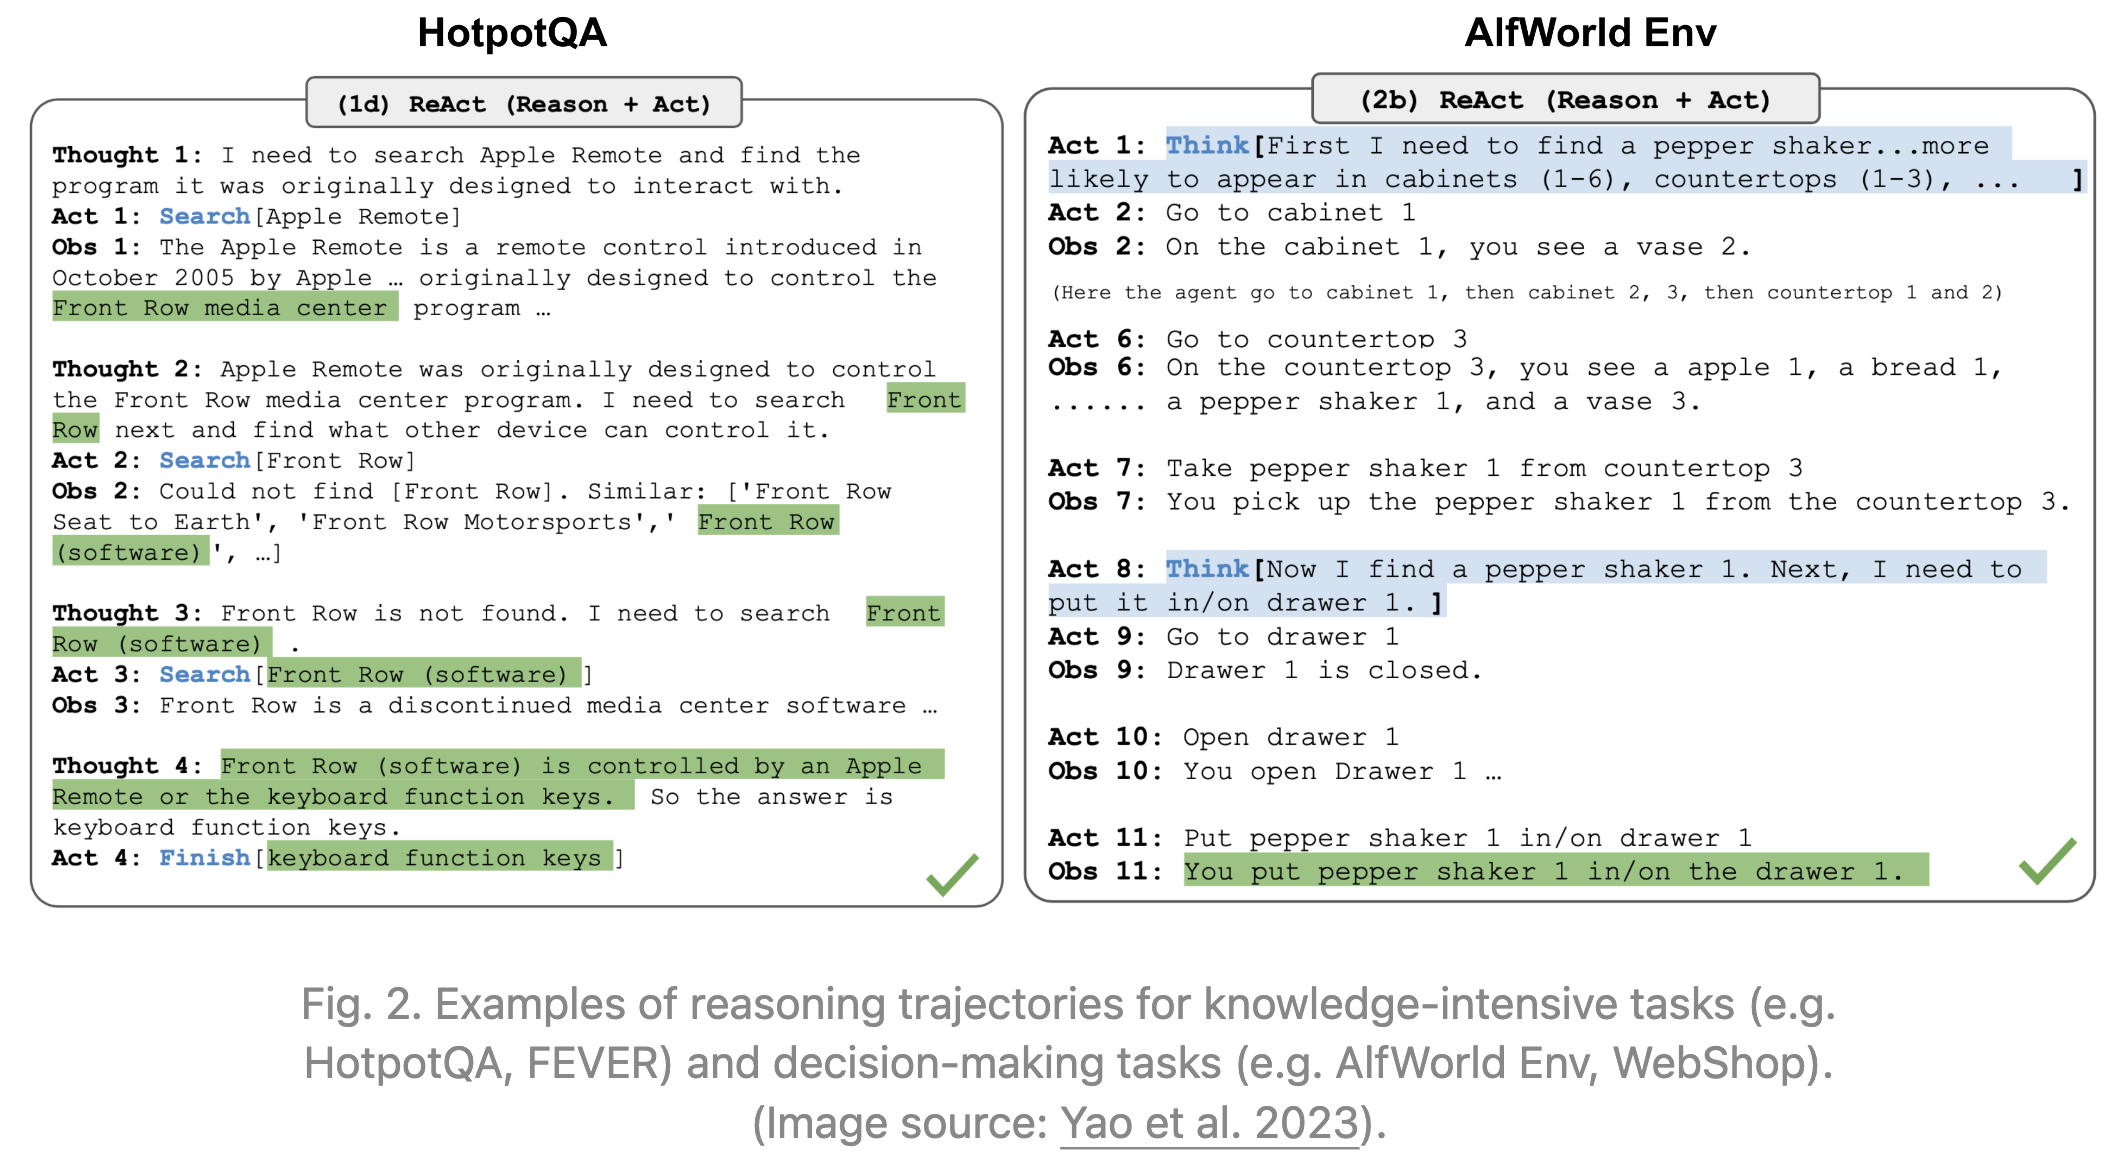 HotpotQA
(1d) ReAct (Reason + Act)
Thought 1: I need to search Apple Remote and find the
program it was originally designed to interact with.
Act 1: Search[Apple Remote]
Obs 1: The Apple Remote is a remote control introduced in
October 2005 by Apple … originally designed to control the
Front Row media center program …
Thought 2: Apple Remote was originally designed to control
the Front Row media center program. I need to search Front
Row next and find what other device can control it.
Act 2: Search[Front Row]
Obs 2: Could not find [Front Row]. Similar: ['Front Row
Seat to Earth', 'Front Row Motorsports',' Front Row
(software)', …]
Thought 3: Front Row is not found. I need to search Front
Row (software) .
Act 3: Search[Front Row (software) ]
Obs 3: Front Row is a discontinued media center software …
Thought 4: Front Row (software) is controlled by an Apple
Remote or the keyboard function keys. So the answer is
keyboard function keys.
Act 4: Finish[keyboard function keys ]
AlfWorld Env
(2b) ReAct (Reason + Act)
Act 1: Think[First I need to find a pepper shaker...more
likely to appear in cabinets (1-6), countertops (1-3), ... ]
Act 2: Go to cabinet 1
Obs 2: On the cabinet 1, you see a vase 2.
(Here the agent go to cabinet 1, then cabinet 2, 3, then countertop 1 and 2)
Act 6: Go to countertop 3
Obs 6: On the countertop 3, you see a apple 1, a bread 1,
...... a pepper shaker 1, and a vase 3.
Act 7: Take pepper shaker 1 from countertop 3
Obs 7: You pick up the pepper shaker 1 from the countertop 3.
Act 8: Think[Now I find a pepper shaker 1. Next, I need to
put it in/on drawer 1. ]
Act 9: Go to drawer 1
Obs 9: Drawer 1 is closed.
Act 10: Open drawer 1
Obs 10: You open Drawer 1 …
Act 11: Put pepper shaker 1 in/on drawer 1
Obs 11: You put pepper shaker 1 in/on the drawer 1.
Fig. 2. Examples of reasoning trajectories for knowledge-intensive tasks (e.g.
HotpotQA, FEVER) and decision-making tasks (e.g. AlfWorld Env, WebShop).
(Image source: Yao et al. 2023).